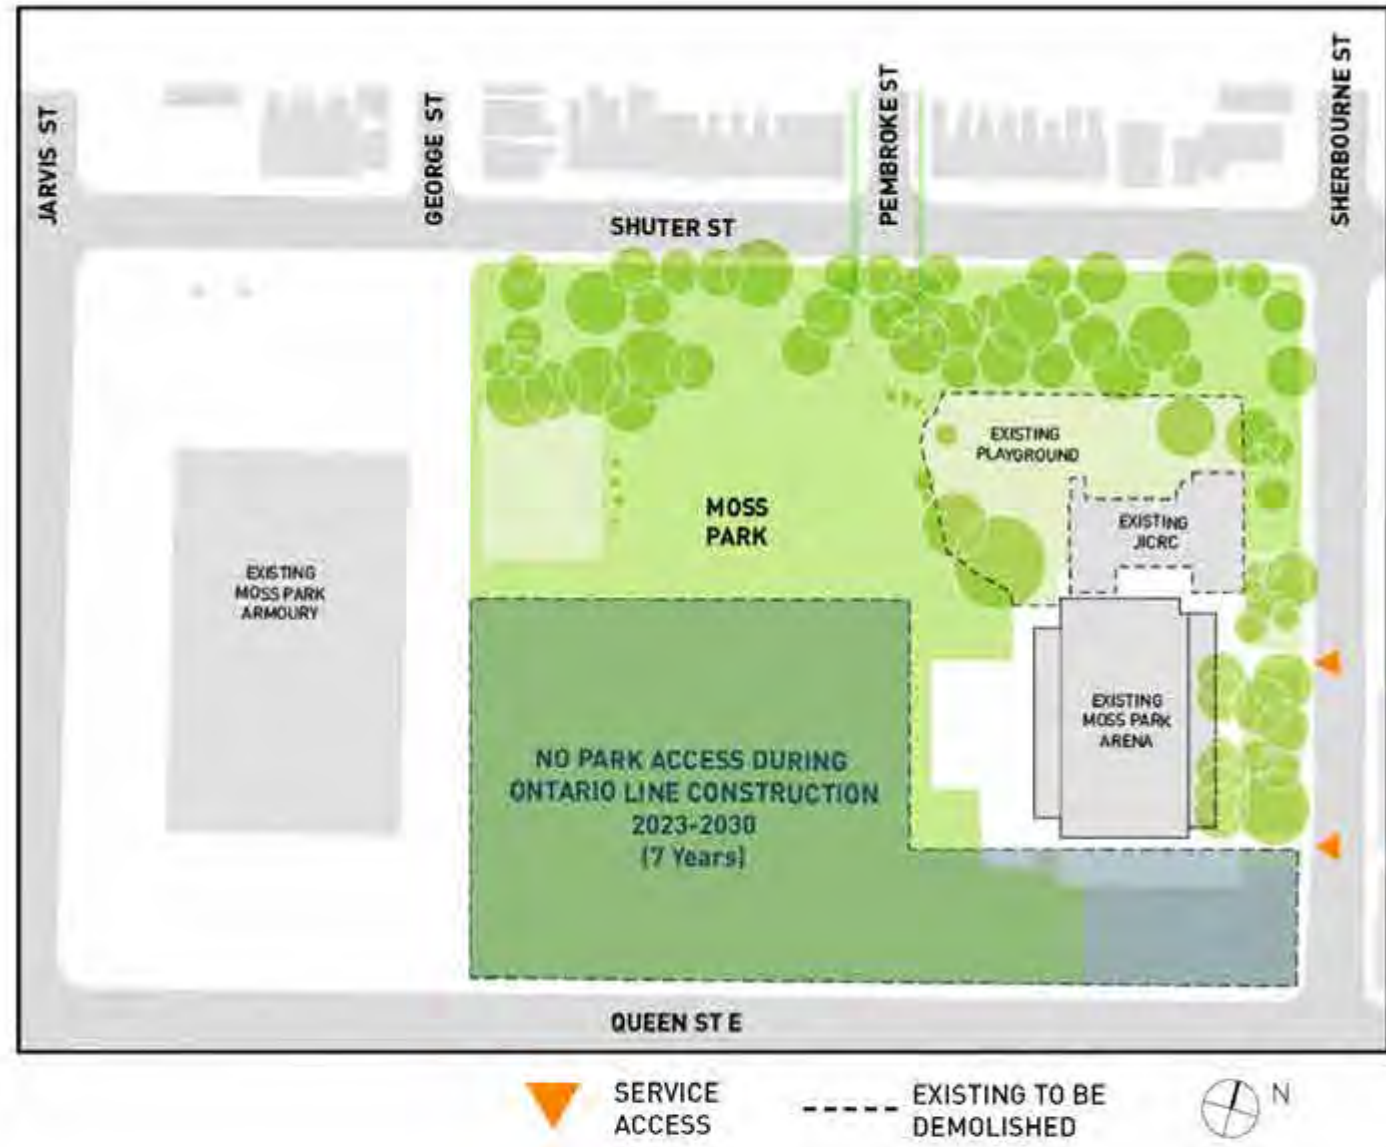 JARVIS ST
GEORGE ST
PEMBROKE ST
SHERBOURNE ST
SHUTER ST
EXISTING
PLAYGROUND
MOSS
PARK
EXISTING
JICRC
EXISTING
MOSS PARK
ARMOURY
EXISTING
MOSS PARK
ARENA
NO PARK ACCESS DURING
ONTARIO LINE CONSTRUCTION
2023-2030
(7 Years)
QUEEN ST E
SERVICE
ACCESS
EXISTING TO BE
DEMOLISHED
N